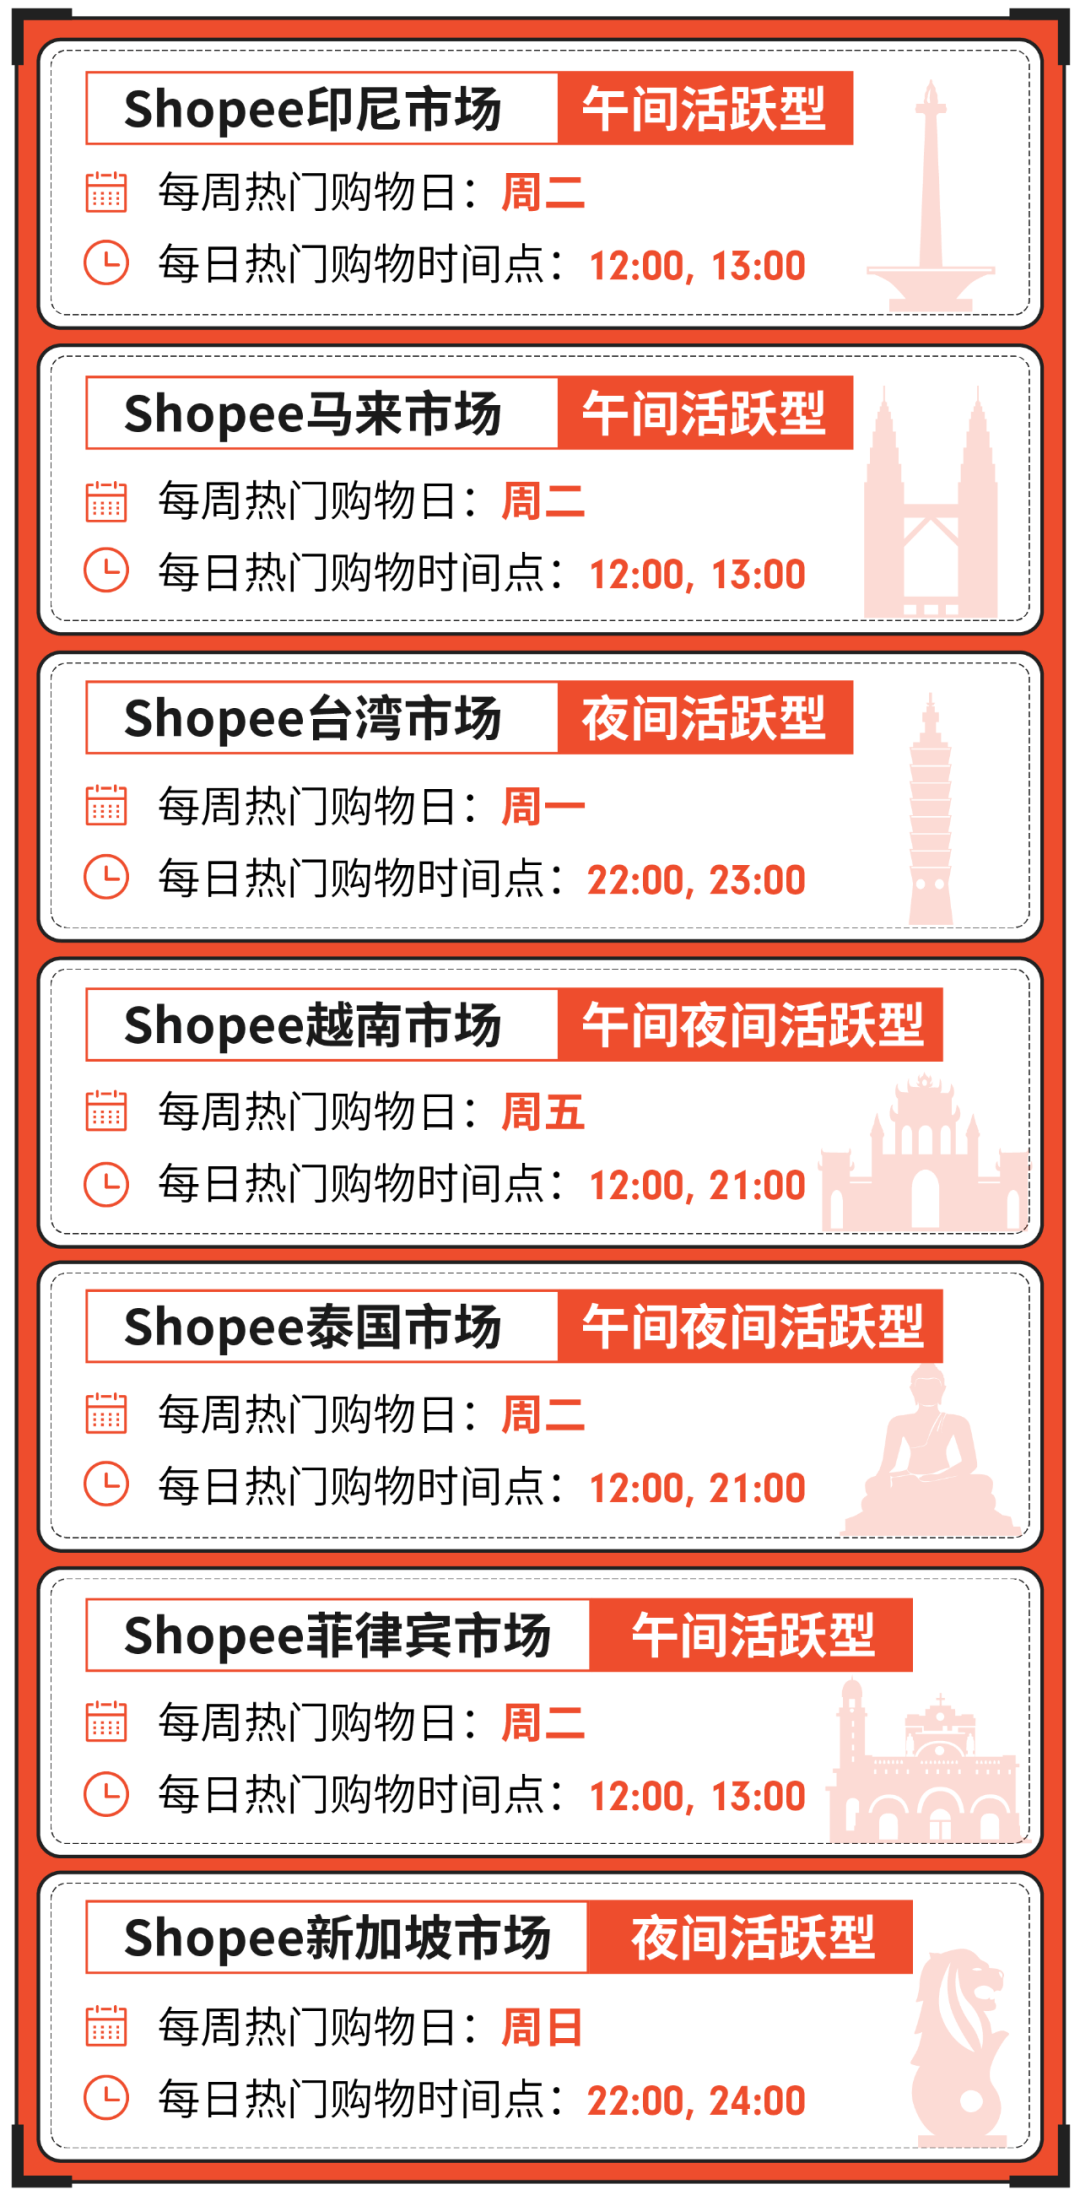 Shopee印尼市场 午间活跃型
每周热门购物日：周二
每日热门购物时间点：12:00, 13:00
Shopee马来市场 午间活跃型
每周热门购物日：周二
每日热门购物时间点：12:00, 13:00
Shopee台湾市场 夜间活跃型
每周热门购物日：周一
每日热门购物时间点：22:00, 23:00
Shopee越南市场 午间夜间活跃型
每周热门购物日：周五
每日热门购物时间点：12:00, 21:00
Shopee泰国市场 午间夜间活跃型
每周热门购物日：周二
每日热门购物时间点：12:00, 21:00
Shopee菲律宾市场 午间活跃型
每周热门购物日：周二
每日热门购物时间点：12:00, 13:00
Shopee新加坡市场 夜间活跃型
每周热门购物日：周日
每日热门购物时间点：22:00, 24:00